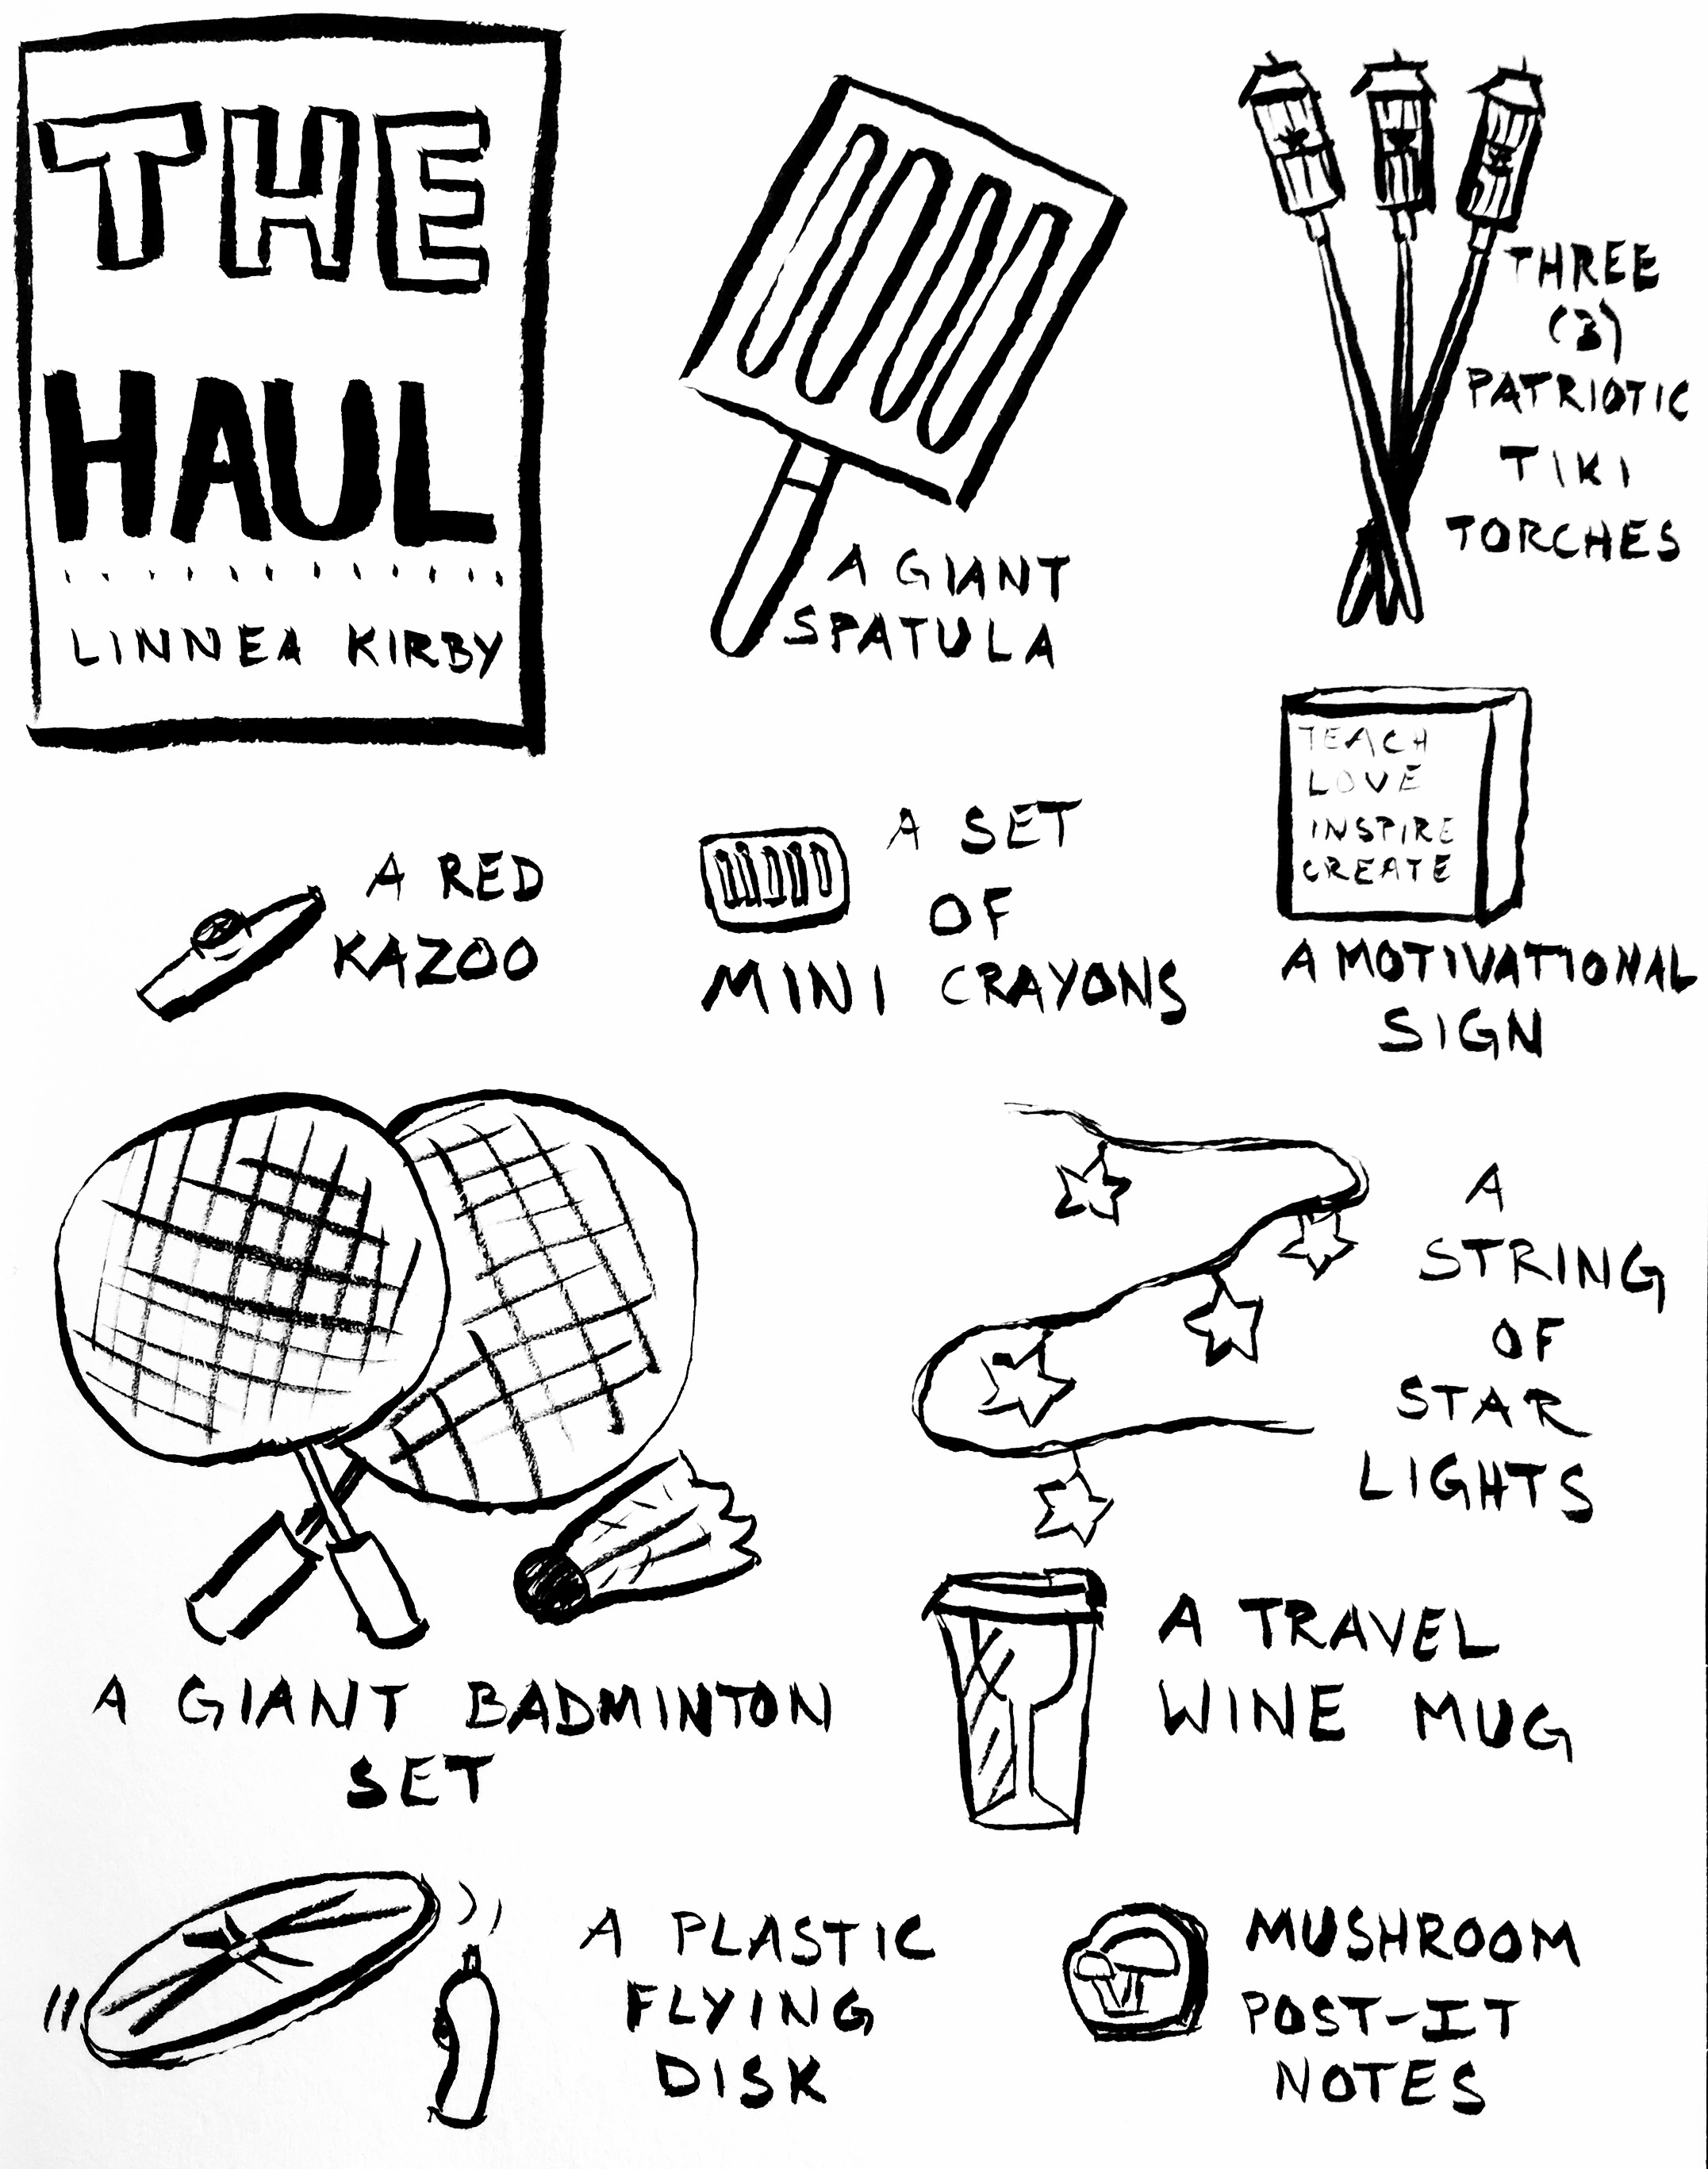 THE
HAUL
LINNEA KIRBY
A GIANT
SPATULA
THREE
(3)
PATRIOTIC
TIKI
TORCHES
A RED
KAZOO
A SET
OF
MINI CRAYONS
TEACH
LOVE
INSPIRE
CREATE
A MOTIVATIONAL
SIGN
A GIANT BADMINTON
SET
A
STRING
OF
STAR
LIGHTS
A TRAVEL
WINE MUG
A PLASTIC
FLYING
DISK
MUSHROOM
POST-IT
NOTES